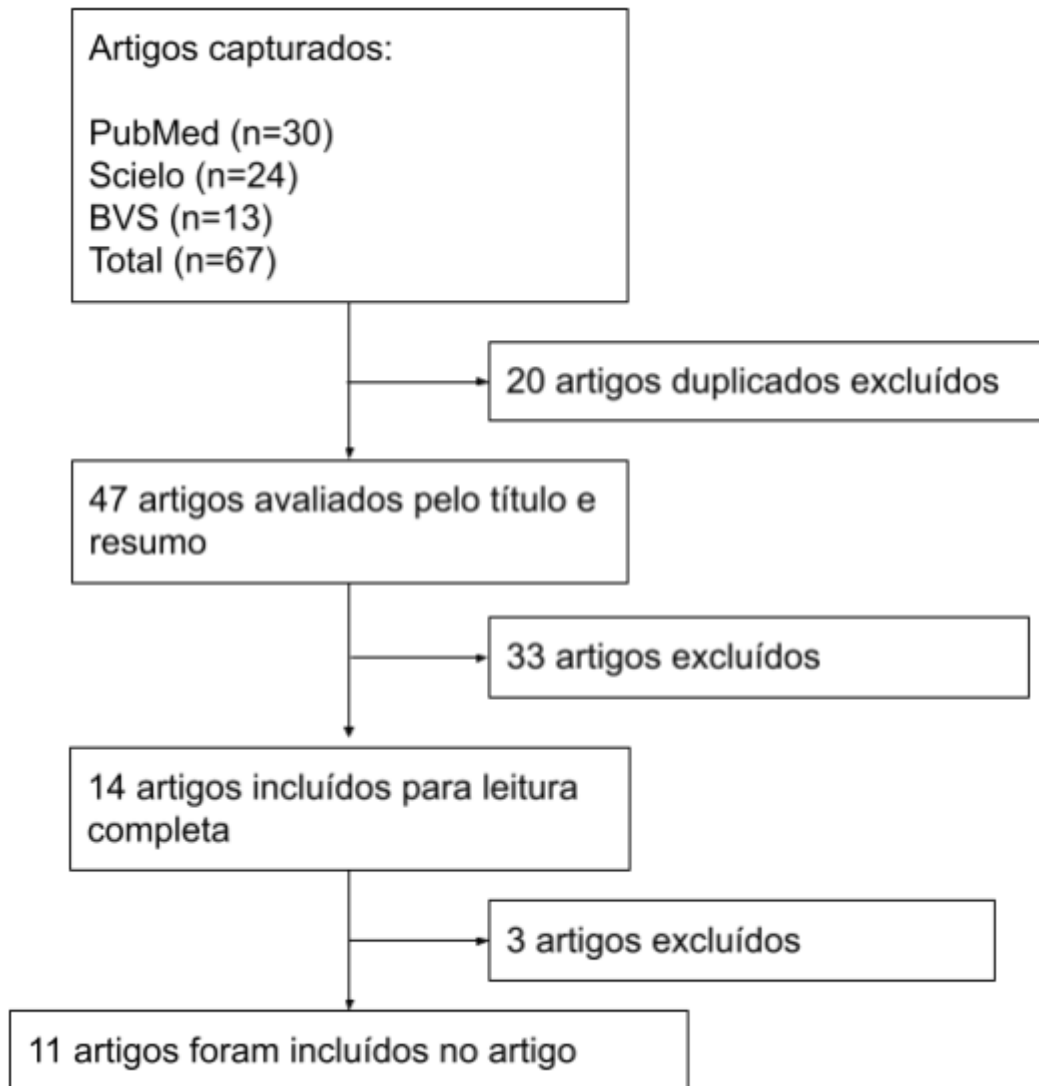 Artigos capturados:
PubMed (n=30)
Scielo (n=24)
BVS (n=13)
Total (n=67)
20 artigos duplicados excluídos
47 artigos avaliados pelo título e
resumo
33 artigos excluídos
14 artigos incluídos para leitura
completa
3 artigos excluídos
11 artigos foram incluídos no artigo